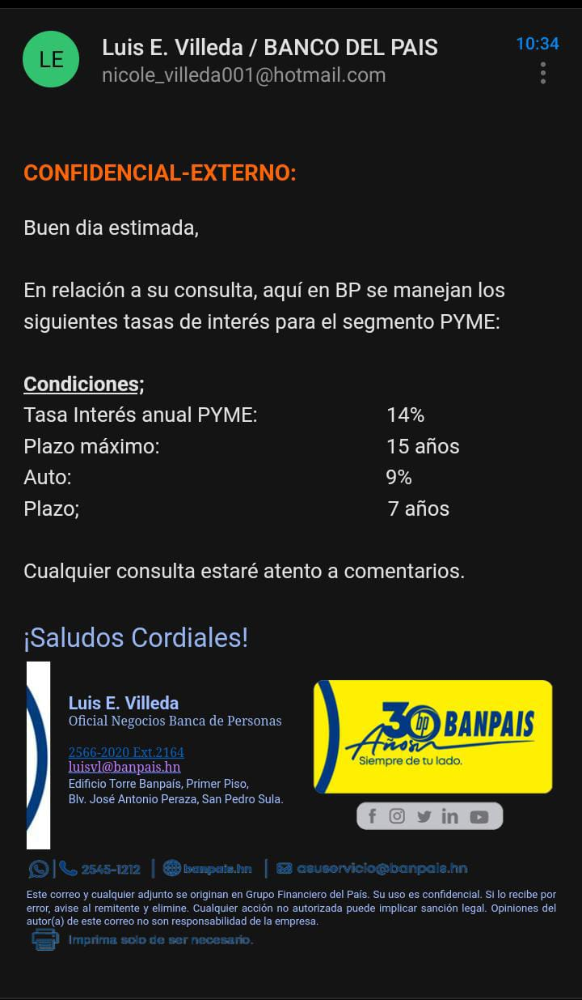 LE
Luis E. Villeda / BANCO DEL PAIS
10:34
nicole_villeda001@hotmail.com
CONFIDENCIAL-EXTERNO:
Buen dia estimada,
En relación a su consulta, aquí en BP se manejan los
siguientes tasas de interés para el segmento PYME:
Condiciones;
Tasa Interés anual PYME: 14%
Plazo máximo: 15 años
Auto: 9%
Plazo; 7 años
Cualquier consulta estaré atento a comentarios.
¡Saludos Cordiales!
Luis E. Villeda
Oficial Negocios Banca de Personas
2566-2020 Ext.2164
luisvl@banpais.hn
Edificio Torre Banpaís, Primer Piso,
Blv. José Antonio Peraza, San Pedro Sula.
30 bp BANPAIS
Años
Siempre de tu lado.
2545-1212 | banpais.hn | asuservicio@banpais.hn
Este correo y cualquier adjunto se originan en Grupo Financiero del País. Su uso es confidencial. Si lo recibe por
error, avise al remitente y elimine. Cualquier acción no autorizada puede implicar sanción legal. Opiniones del
autor(a) de este correo no son responsabilidad de la empresa.
Imprima solo de ser necesario.